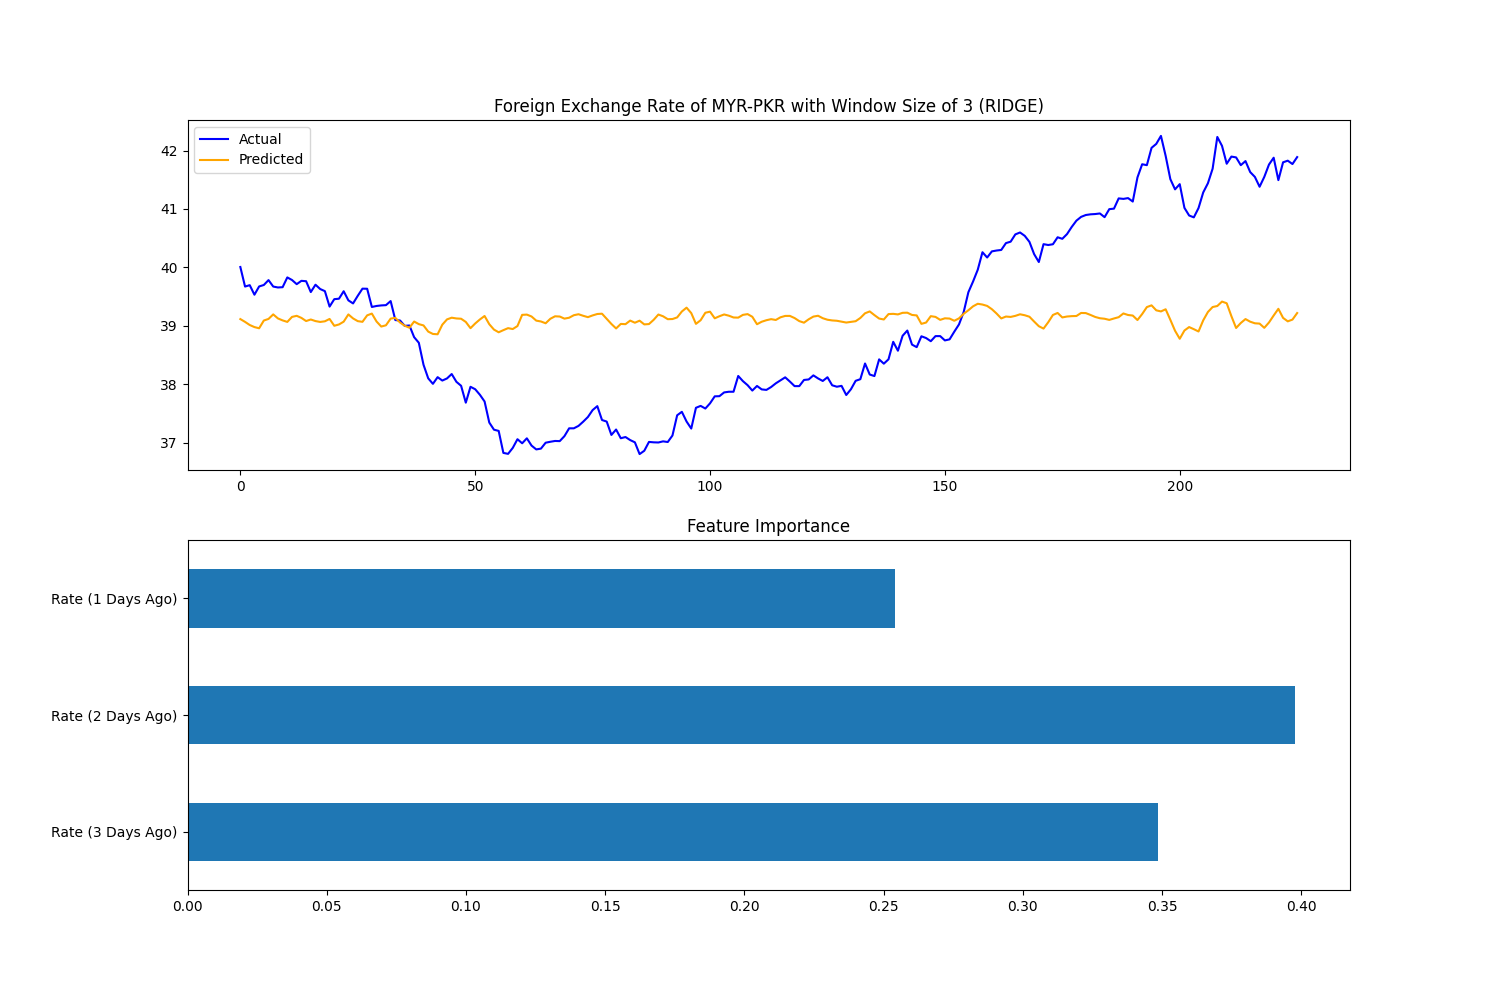 Foreign Exchange Rate of MYR-PKR with Window Size of 3 (RIDGE)
Actual
Predicted
42
41
40
39
38
37
0 50 100 150 200
Feature Importance
Rate (1 Days Ago)
Rate (2 Days Ago)
Rate (3 Days Ago)
0.00 0.05 0.10 0.15 0.20 0.25 0.30 0.35 0.40